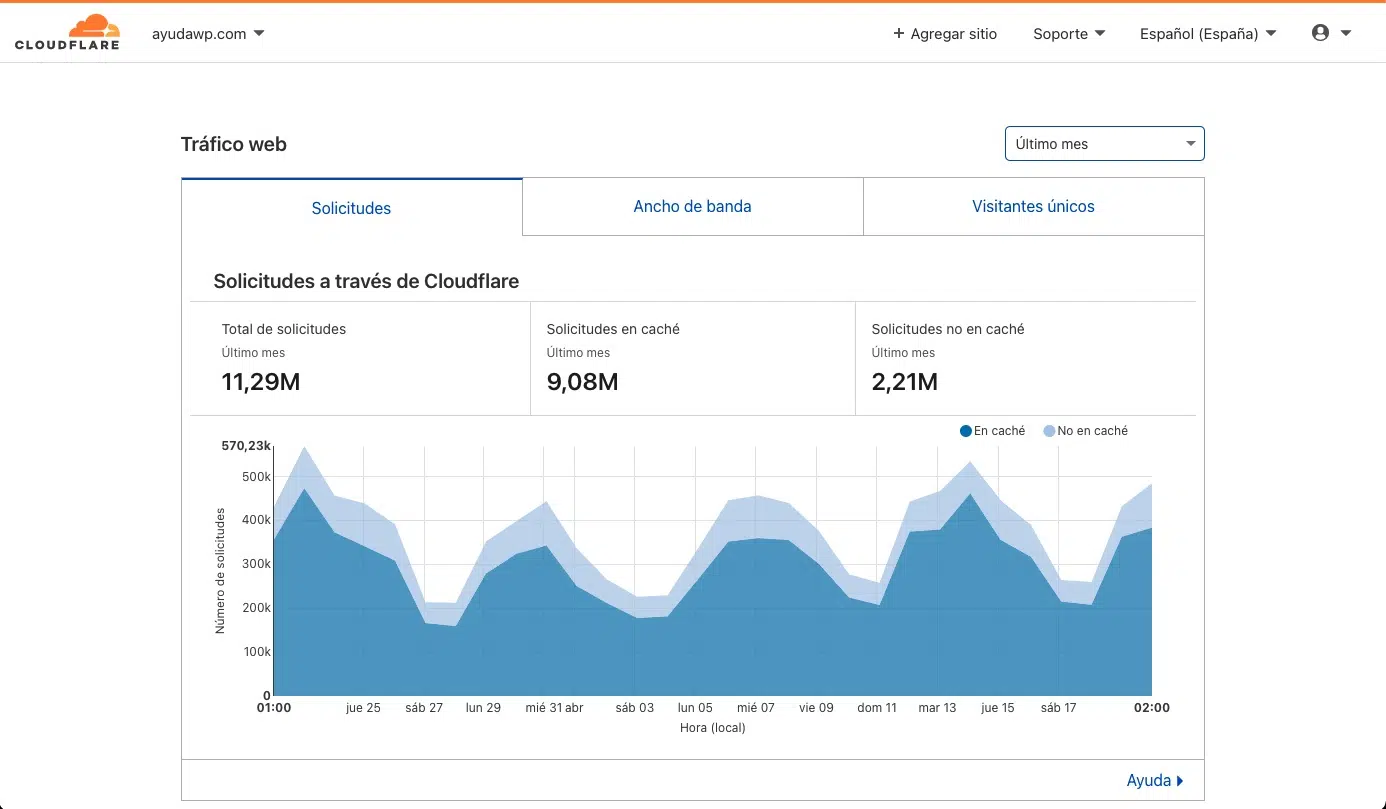 CLOUDFLARE ayudawp.com + Agregar sitio Soporte Español (España)
Tráfico web Último mes
Solicitudes Ancho de banda Visitantes únicos
Solicitudes a través de Cloudflare
Total de solicitudes Solicitudes en caché Solicitudes no en caché
Último mes Último mes Último mes
11,29M 9,08M 2,21M
En caché No en caché
570,23k
500k
400k
300k
200k
100k
0
Número de solicitudes
01:00 jue 25 sáb 27 lun 29 mié 31 abr sáb 03 lun 05 mié 07 vie 09 dom 11 mar 13 jue 15 sáb 17 02:00
Hora (local)
Ayuda